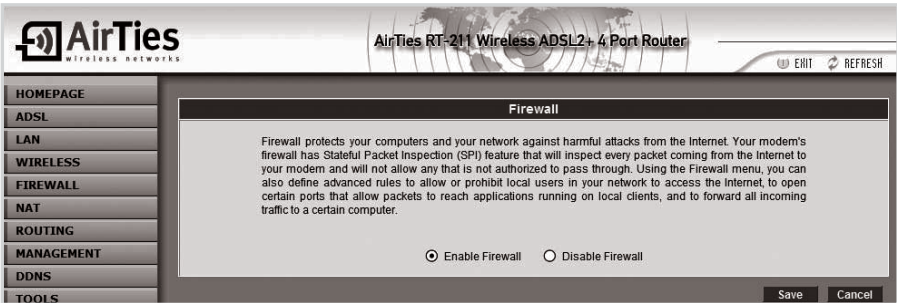 AirTies
wireless networks
AirTies RT-211 Wireless ADSL2+ 4 Port Router
EXIT REFRESH
HOMEPAGE
ADSL
LAN
WIRELESS
FIREWALL
NAT
ROUTING
MANAGEMENT
DDNS
TOOLS
Firewall
Firewall protects your computers and your network against harmful attacks from the Internet. Your modem's
firewall has Stateful Packet Inspection (SPI) feature that will inspect every packet coming from the Internet to
your modem and will not allow any that is not authorized to pass through. Using the Firewall menu, you can
also define advanced rules to allow or prohibit local users in your network to access the Internet, to open
certain ports that allow packets to reach applications running on local clients, and to forward all incoming
traffic to a certain computer.
Enable Firewall Disable Firewall
Save Cancel